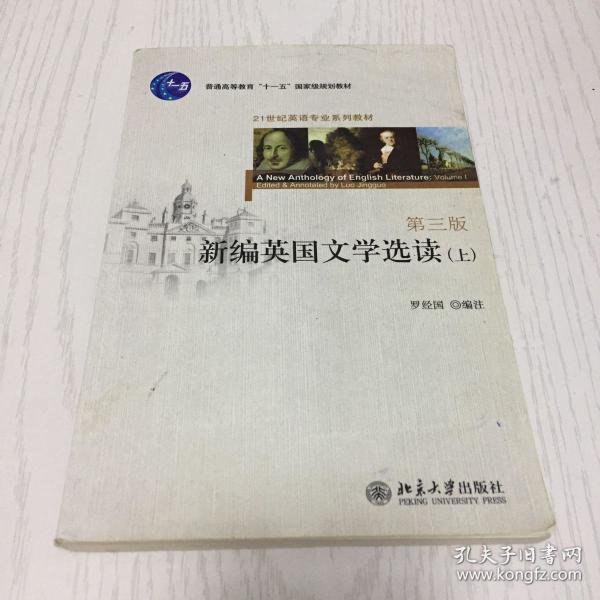 十一五
普通高等教育“十一五”国家级规划教材
21世纪英语专业系列教材
A New Anthology of English Literature: Volume I
Edited & Annotated by Luo Jingguo
第三版
新编英国文学选读(上)
罗经国 ◎编注
北京大学出版社
PEKING UNIVERSITY PRESS
孔夫子旧书网
www.kongfz.com